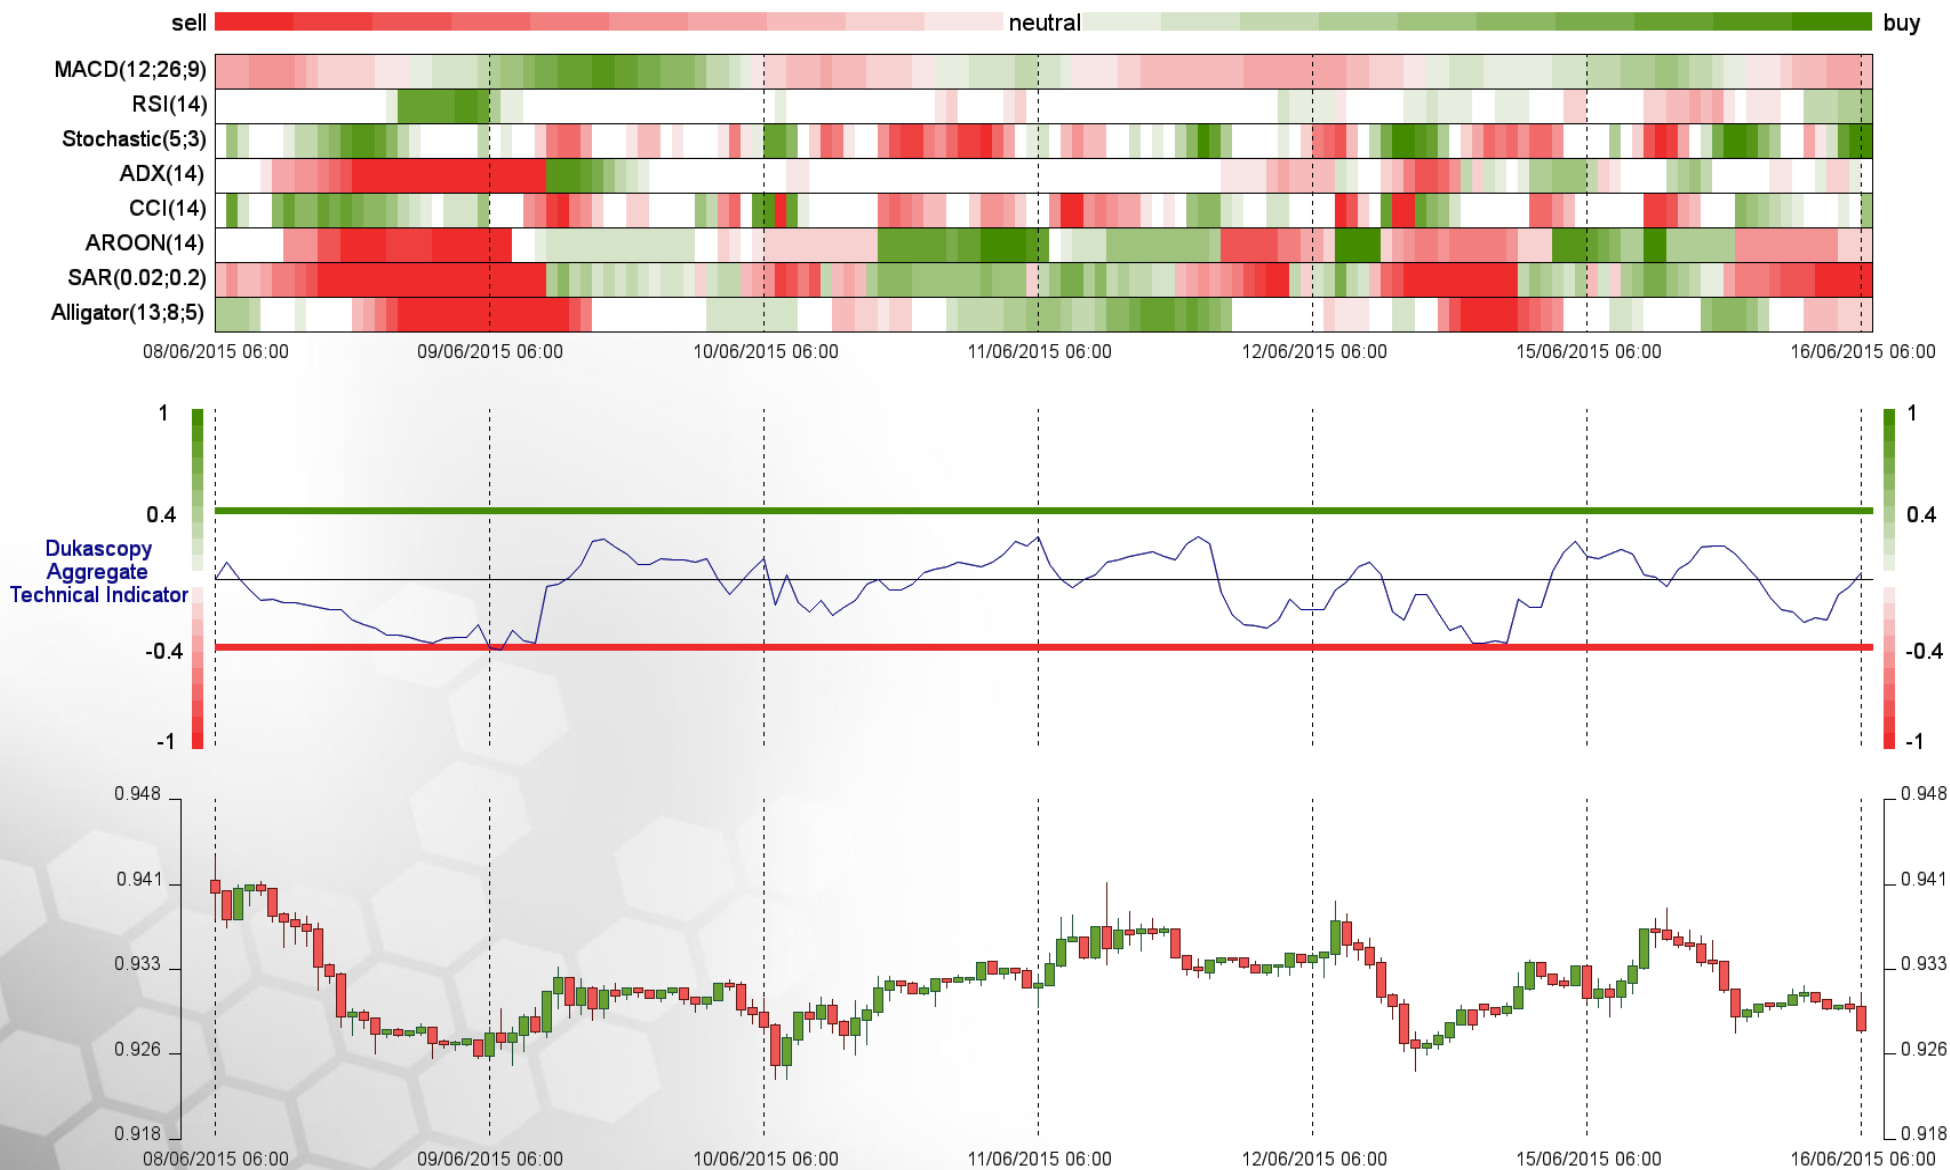 sell neutral buy
MACD(12;26;9)
RSI(14)
Stochastic(5;3)
ADX(14)
CCI(14)
AROON(14)
SAR(0.02;0.2)
Alligator(13;8;5)
08/06/2015 06:00 09/06/2015 06:00 10/06/2015 06:00 11/06/2015 06:00 12/06/2015 06:00 15/06/2015 06:00 16/06/2015 06:00
1 1
0.4 0.4
Dukascopy
Aggregate
Technical Indicator
-0.4 -0.4
-1 -1
0.948 0.948
0.941 0.941
0.933 0.933
0.926 0.926
0.918 0.918
08/06/2015 06:00 09/06/2015 06:00 10/06/2015 06:00 11/06/2015 06:00 12/06/2015 06:00 15/06/2015 06:00 16/06/2015 06:00